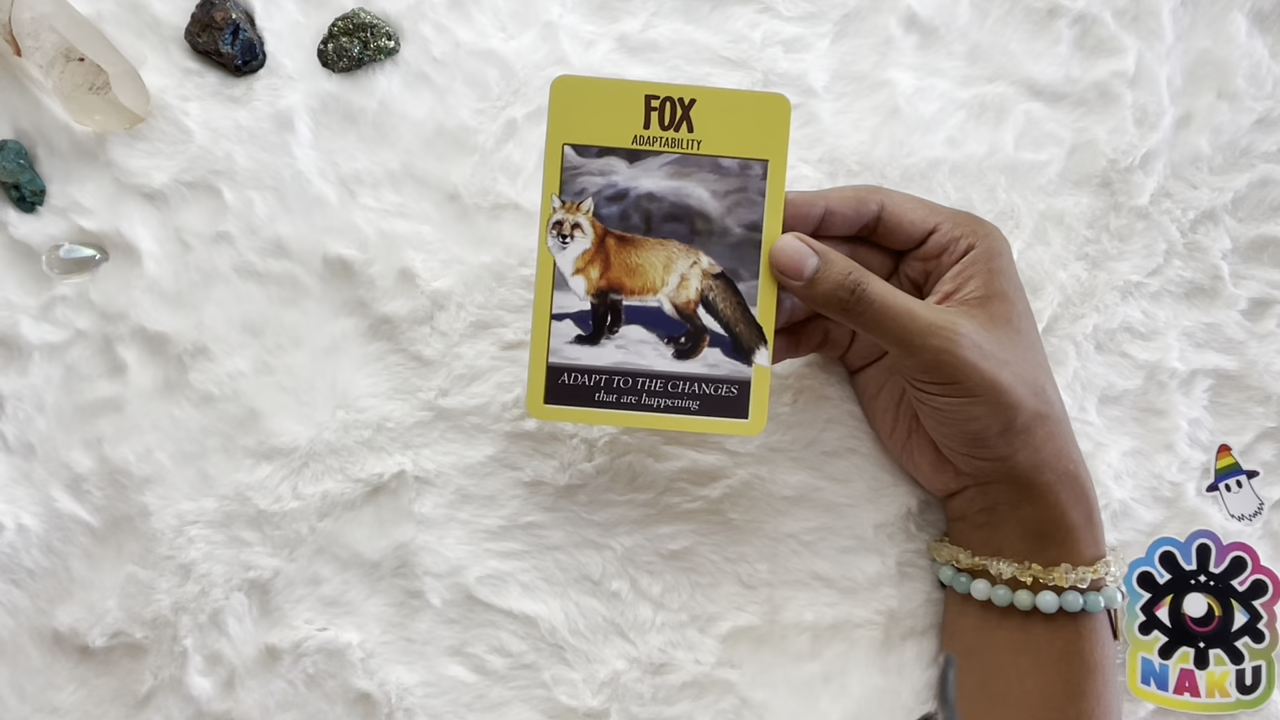 FOX
ADAPTABILITY
ADAPT TO THE CHANGES
that are happening
NAKU